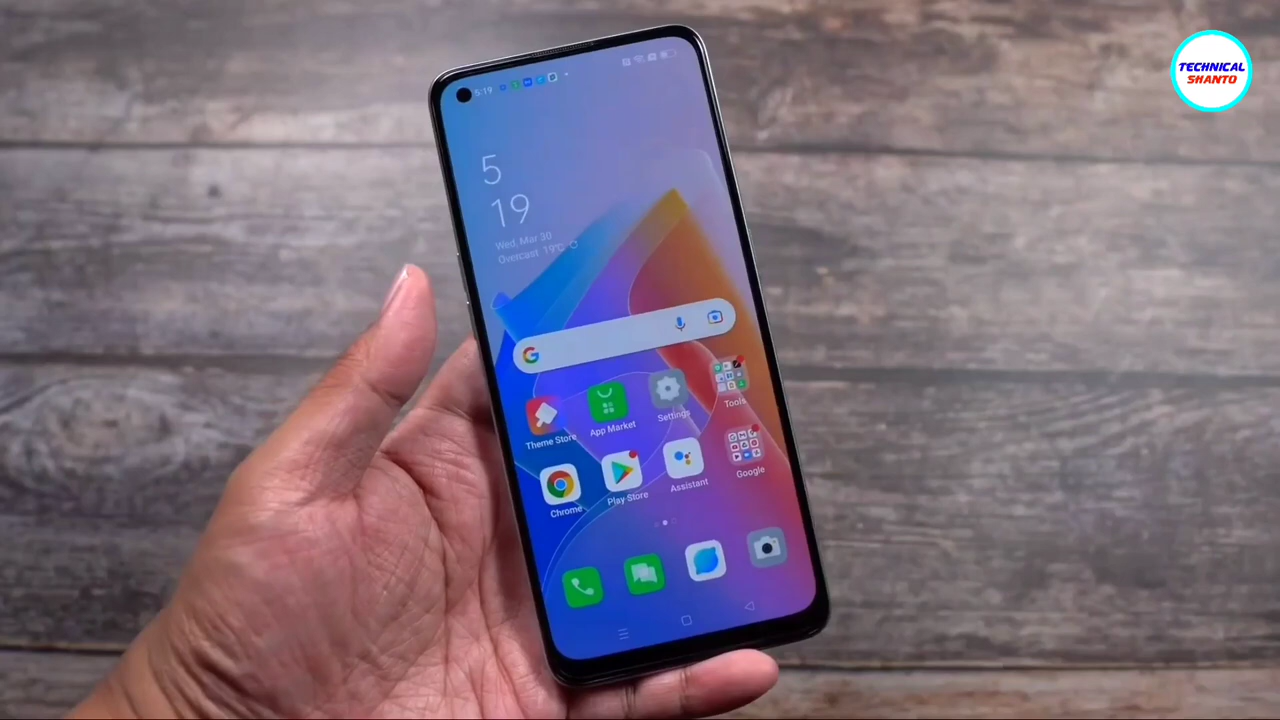 TECHNICAL
SHANTO
5:19
5
19
Wed, Mar 30
Overcast 19°C
Theme Store
App Market
Settings
Tools
Chrome
Play Store
Assistant
Google